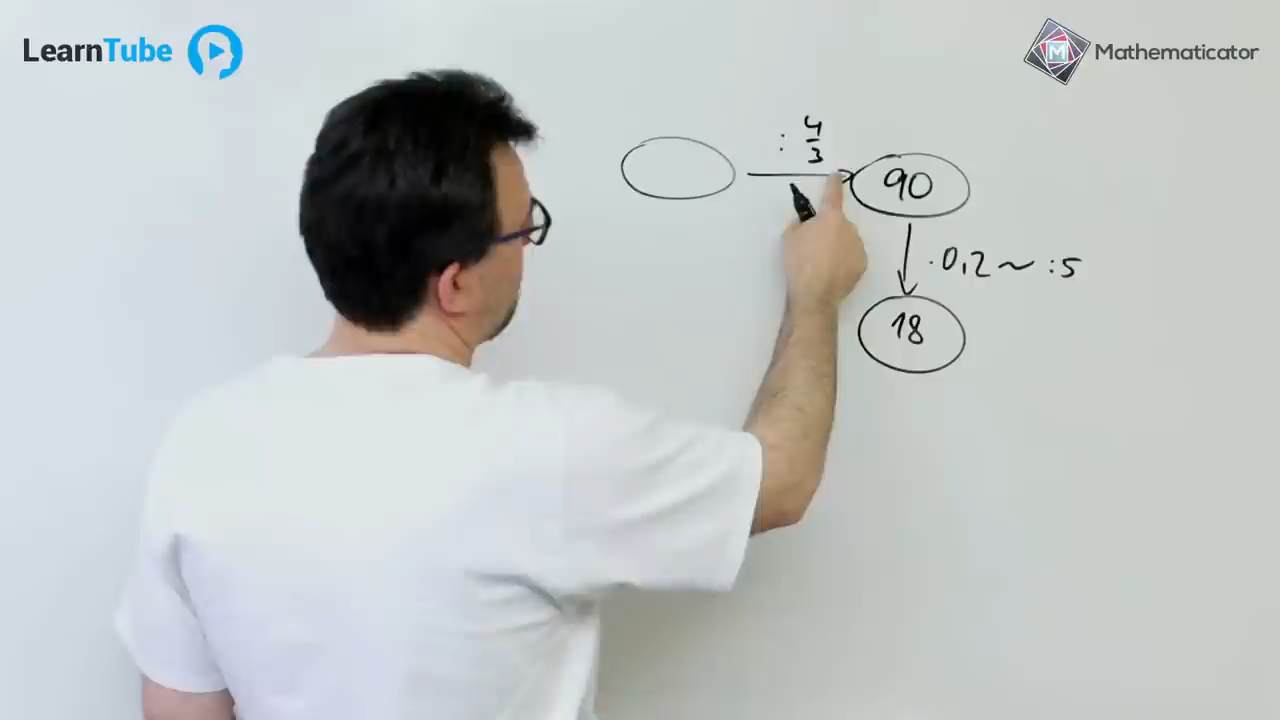 LearnTube
Mathematicator
: 4/3
90
· 0,2 ~ : 5
18